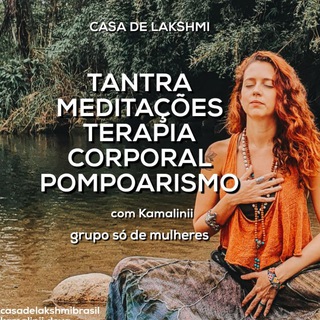 CASA DE LAKSHMI
TANTRA
MEDITAÇÕES
TERAPIA
CORPORAL
POMPOARISMO
com Kamalinii
grupo só de mulheres
casadelakshmibrasil